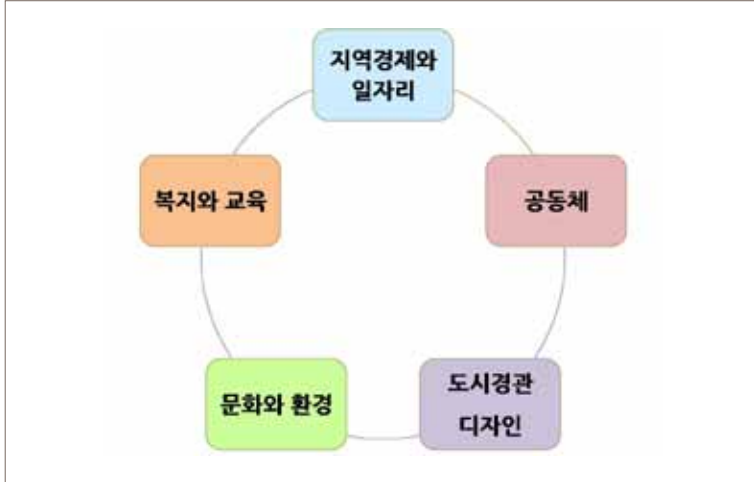 지역경제와
일자리
복지와 교육
공동체
문화와 환경
도시경관
디자인